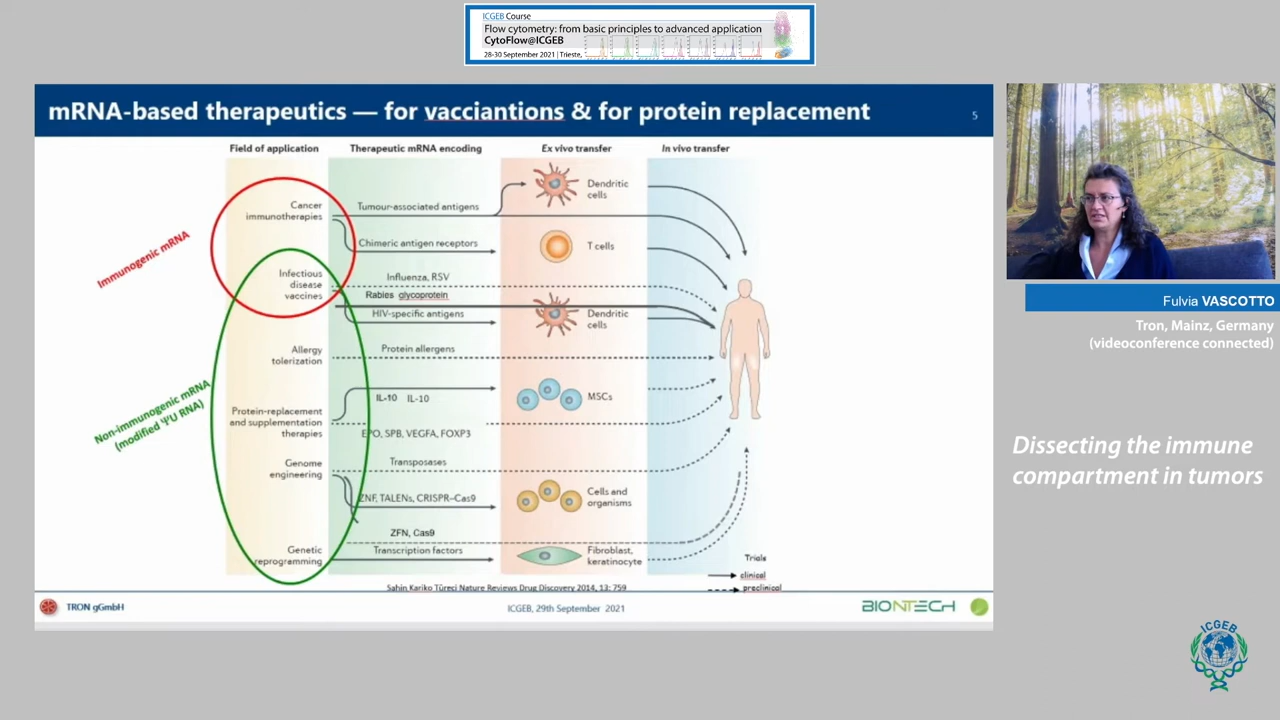 ICGEB Course
Flow cytometry: from basic principles to advanced application
CytoFlow@ICGEB
28-30 September 2021 | Trieste,
mRNA-based therapeutics — for vacciantions & for protein replacement
5
Field of application
Therapeutic mRNA encoding
Ex vivo transfer
In vivo transfer
Immunogenic mRNA
Non-immunogenic mRNA
(modified ΨU RNA)
Cancer
immunotherapies
Tumour-associated antigens
Dendritic
cells
Chimeric antigen receptors
T cells
Infectious
disease
vaccines
Influenza, RSV
Rabies glycoprotein
HIV-specific antigens
Dendritic
cells
Allergy
tolerization
Protein allergens
Protein-replacement
and supplementation
therapies
IL-10 IL-10
MSCs
EPO, SPB, VEGFA, FOXP3
Genome
engineering
Transposases
ZNF, TALENs, CRISPR–Cas9
Cells and
organisms
ZFN, Cas9
Genetic
reprogramming
Transcription factors
Fibroblast,
keratinocyte
Trials
clinical
preclinical
Sahin Kariko Türeci Nature Reviews Drug Discovery 2014, 13: 759
TRON gGmbH
ICGEB, 29th September 2021
BIONTECH
Fulvia VASCOTTO
Tron, Mainz, Germany
(videoconference connected)
Dissecting the immune
compartment in tumors
ICGEB